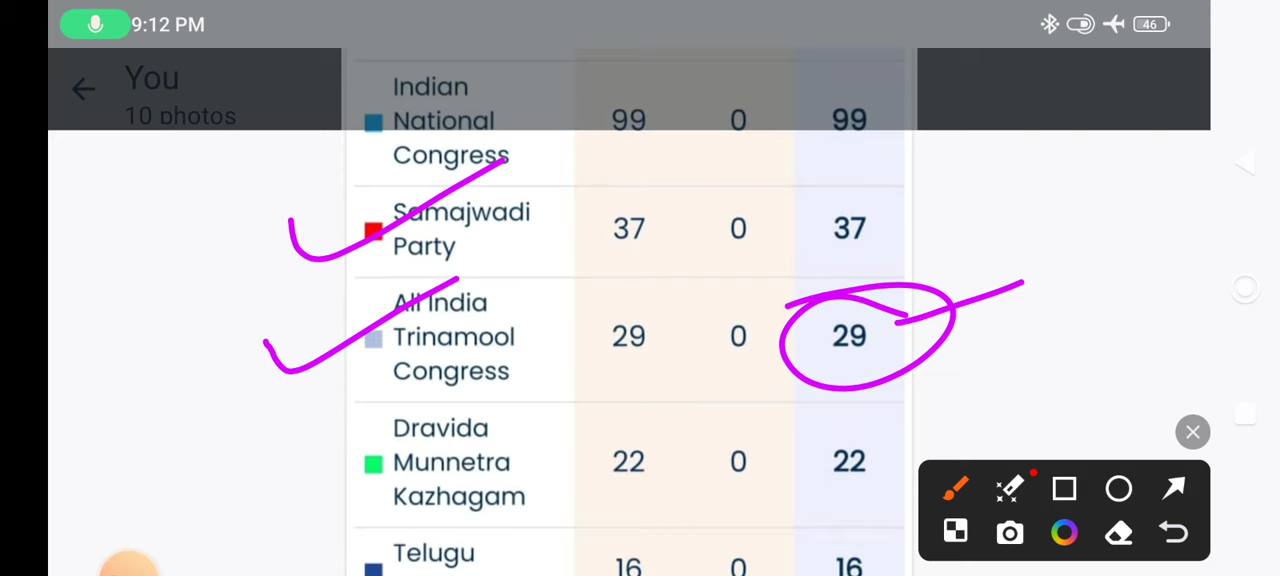 9:12 PM 46
You
10 photos
Indian
National
Congress
99 0 99
Samajwadi
Party
37 0 37
All India
Trinamool
Congress
29 0 29
Dravida
Munnetra
Kazhagam
22 0 22
Telugu
16 0 16